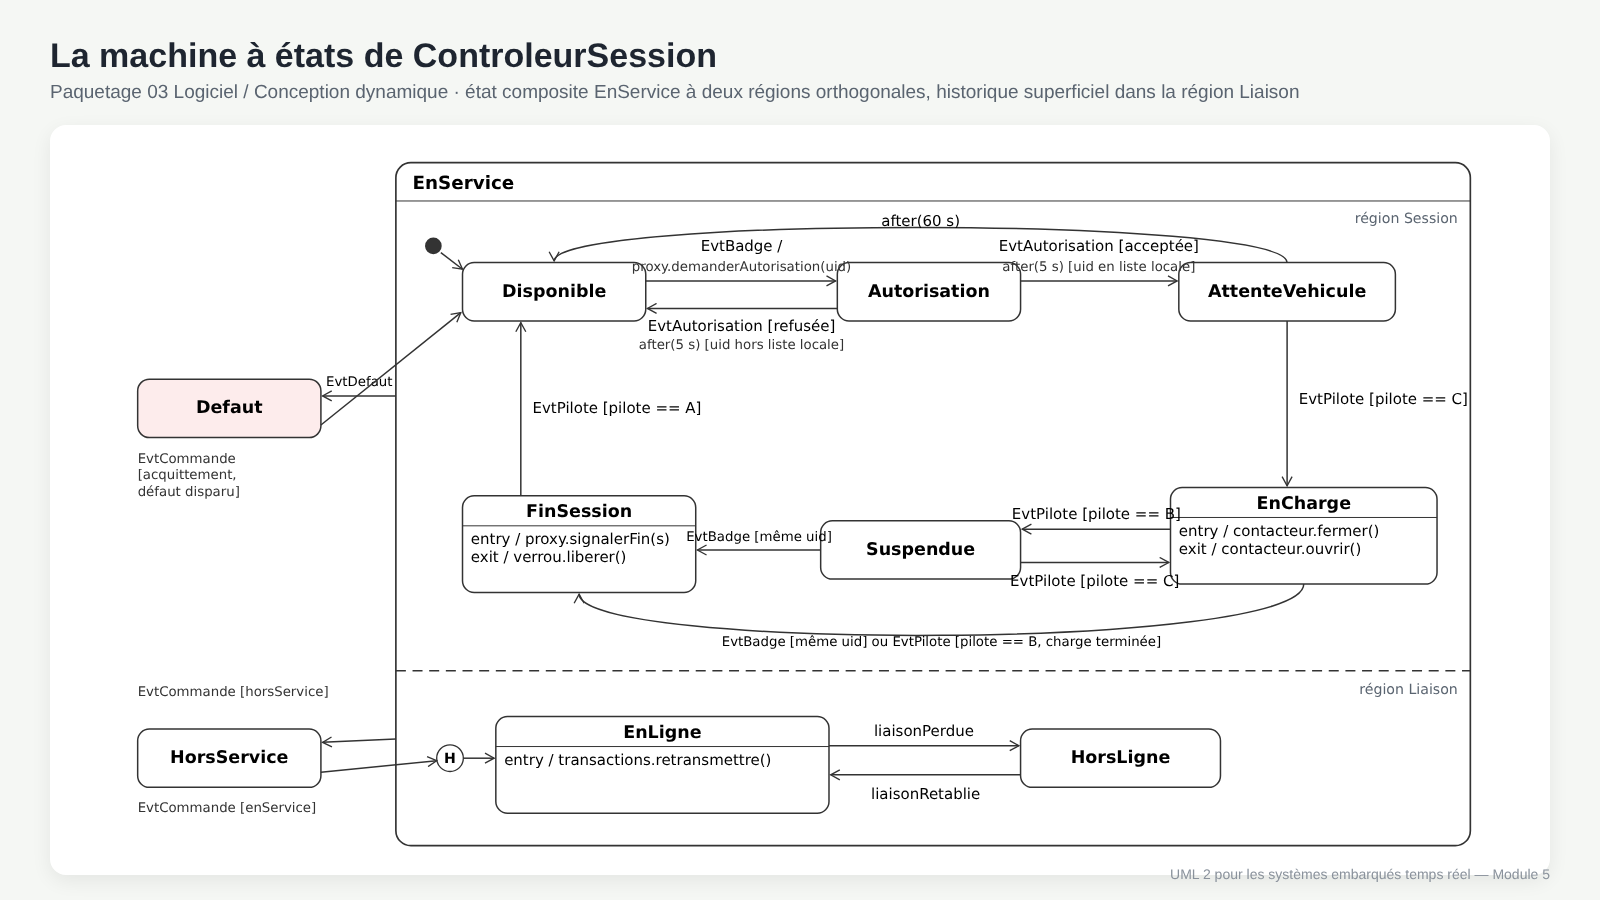 La machine à états de ControleurSession
Paquetage 03 Logiciel / Conception dynamique · état composite EnService à deux régions orthogonales, historique superficiel dans la région Liaison
EnService
région Session
after(60 s)
EvtBadge /
proxy.demanderAutorisation(uid)
EvtAutorisation [acceptée]
after(5 s) [uid en liste locale]
Disponible
Autorisation
AttenteVehicule
EvtAutorisation [refusée]
after(5 s) [uid hors liste locale]
EvtDefaut
Defaut
EvtPilote [pilote == A]
EvtPilote [pilote == C]
EvtCommande
[acquittement,
défaut disparu]
FinSession
entry / proxy.signalerFin(s)
exit / verrou.liberer()
EvtBadge [même uid]
Suspendue
EvtPilote [pilote == B]
EvtPilote [pilote == C]
EnCharge
entry / contacteur.fermer()
exit / contacteur.ouvrir()
EvtBadge [même uid] ou EvtPilote [pilote == B, charge terminée]
région Liaison
EvtCommande [horsService]
HorsService
EvtCommande [enService]
H
EnLigne
entry / transactions.retransmettre()
liaisonPerdue
liaisonRetablie
HorsLigne
UML 2 pour les systèmes embarqués temps réel — Module 5